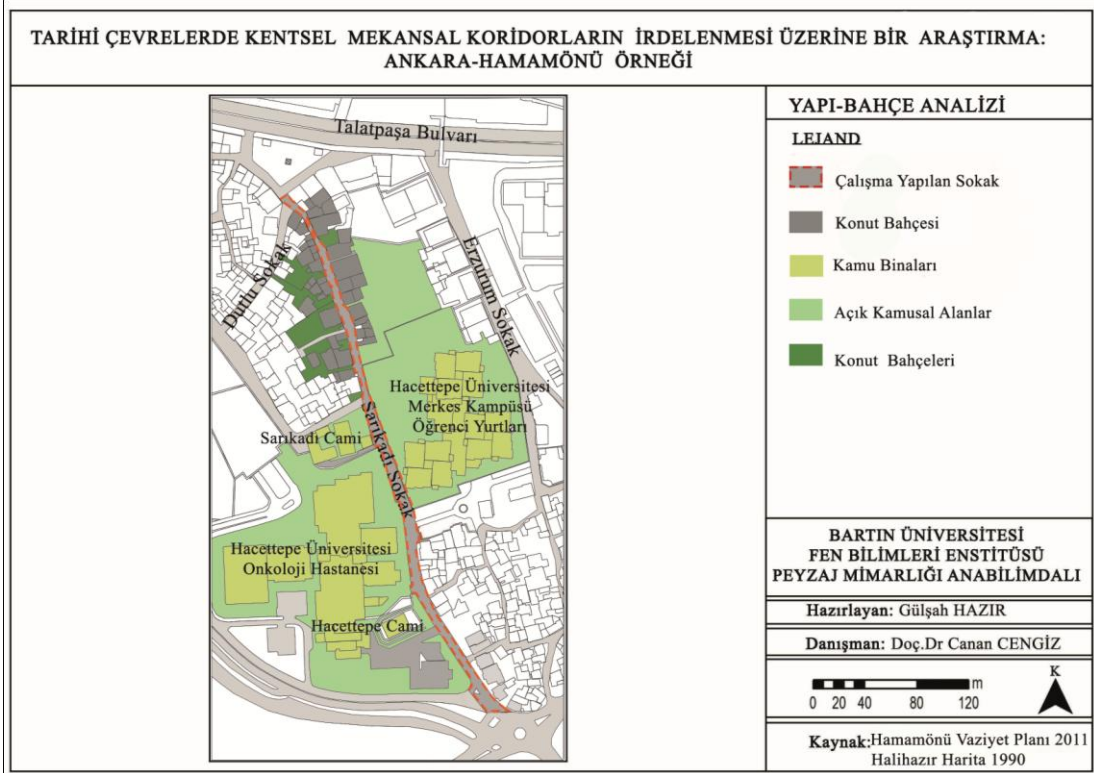 TARİHİ ÇEVRELERDE KENTSEL MEKANSAL KORİDORLARIN İRDELENMESİ ÜZERİNE BİR ARAŞTIRMA:
ANKARA-HAMAMÖNÜ ÖRNEĞİ
Talatpaşa Bulvarı
Dutlu Sokak
Erzurum Sokak
Hacettepe Üniversitesi
Merkes Kampüsü
Öğrenci Yurtları
Sarıkadı Cami
Sarıkadı Sokak
Hacettepe Üniversitesi
Onkoloji Hastanesi
Hacettepe Cami
YAPI-BAHÇE ANALİZİ
LEJAND
Çalışma Yapılan Sokak
Konut Bahçesi
Kamu Binaları
Açık Kamusal Alanlar
Konut Bahçeleri
BARTIN ÜNİVERSİTESİ
FEN BİLİMLERİ ENSTİTÜSÜ
PEYZAJ MİMARLIĞI ANABİLİMDALI
Hazırlayan: Gülşah HAZIR
Danışman: Doç.Dr Canan CENGİZ
m
0 20 40 80 120
K
Kaynak:Hamamönü Vaziyet Planı 2011
Halihazır Harita 1990